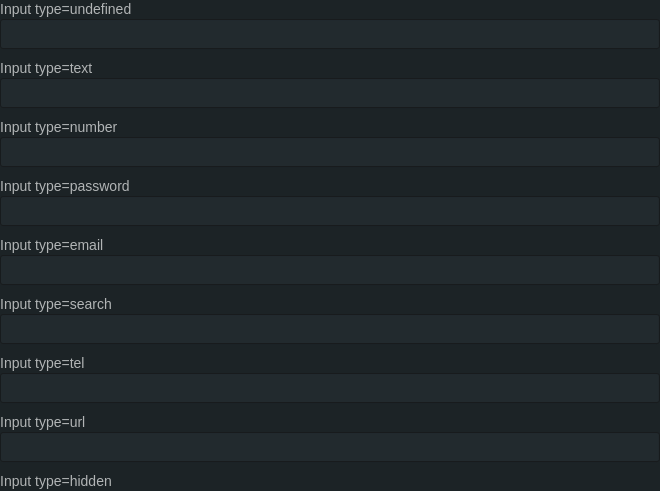 Input type=undefined
Input type=text
Input type=number
Input type=password
Input type=email
Input type=search
Input type=tel
Input type=url
Input type=hidden